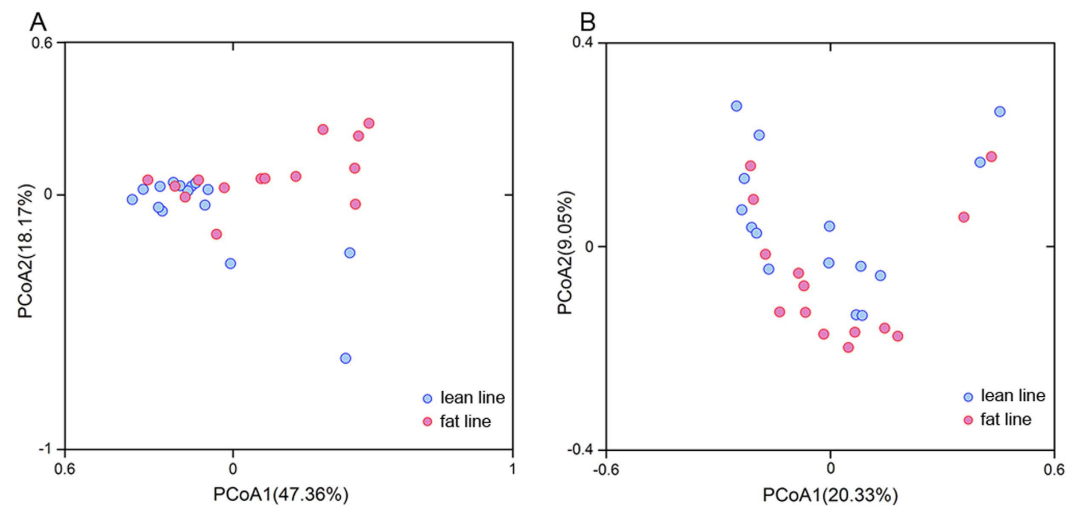 A
0.6
0
-1
0.6
0
1
PCoA2(18.17%)
PCoA1(47.36%)
lean line
fat line
B
0.4
0
-0.4
-0.6
0
0.6
PCoA2(9.05%)
PCoA1(20.33%)
lean line
fat line